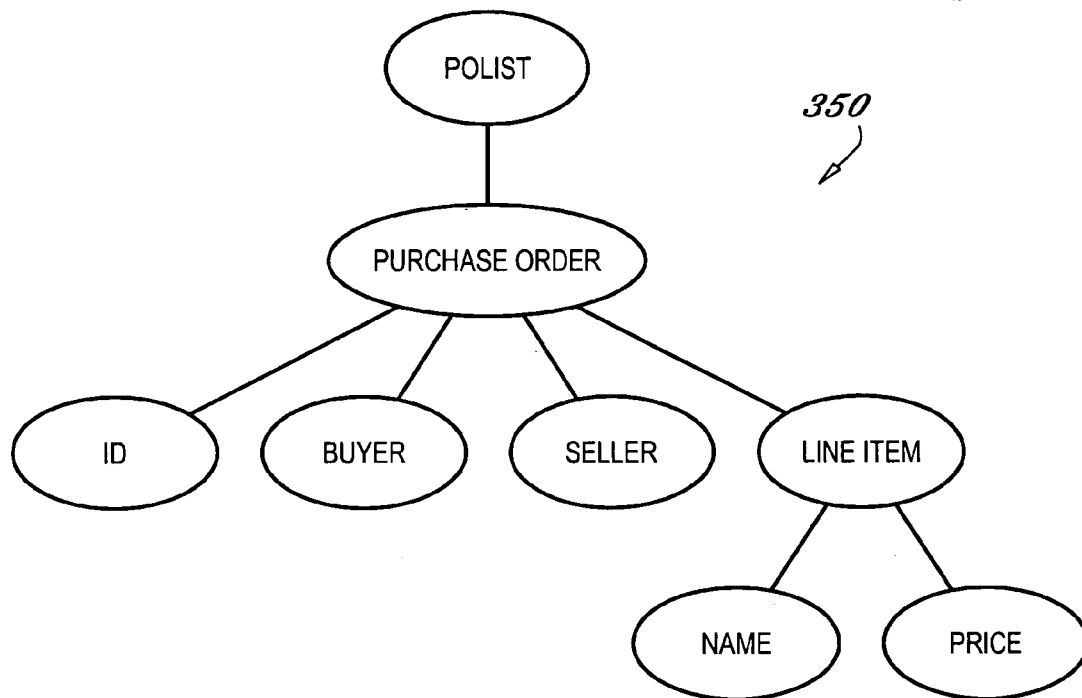 POLIST
350
PURCHASE ORDER
ID
BUYER
SELLER
LINE ITEM
NAME
PRICE